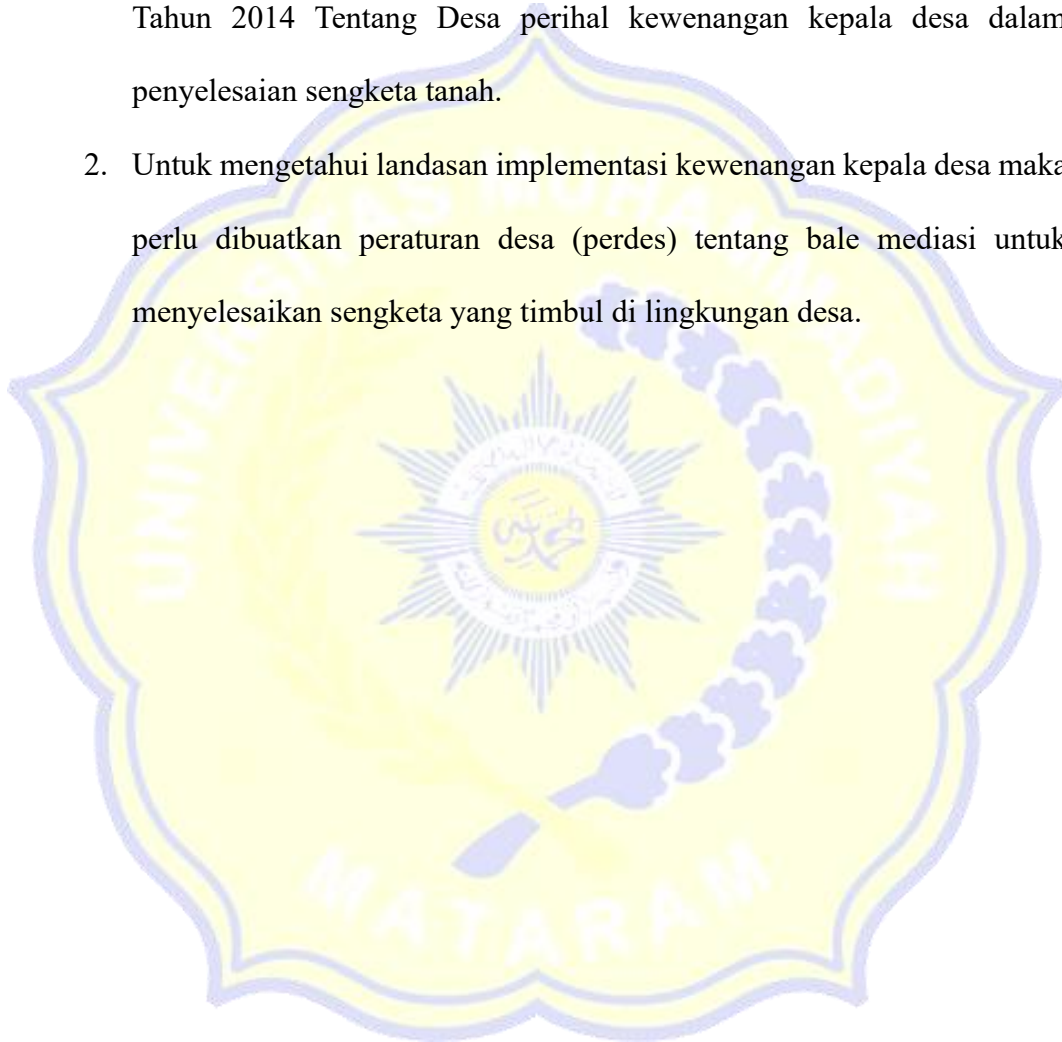 Tahun 2014 Tentang Desa perihal kewenangan kepala desa dalam
penyelesaian sengketa tanah.
2. Untuk mengetahui landasan implementasi kewenangan kepala desa maka
perlu dibuatkan peraturan desa (perdes) tentang bale mediasi untuk
menyelesaikan sengketa yang timbul di lingkungan desa.
UNIVERSITAS MUHAMMADIYAH
MATARAM